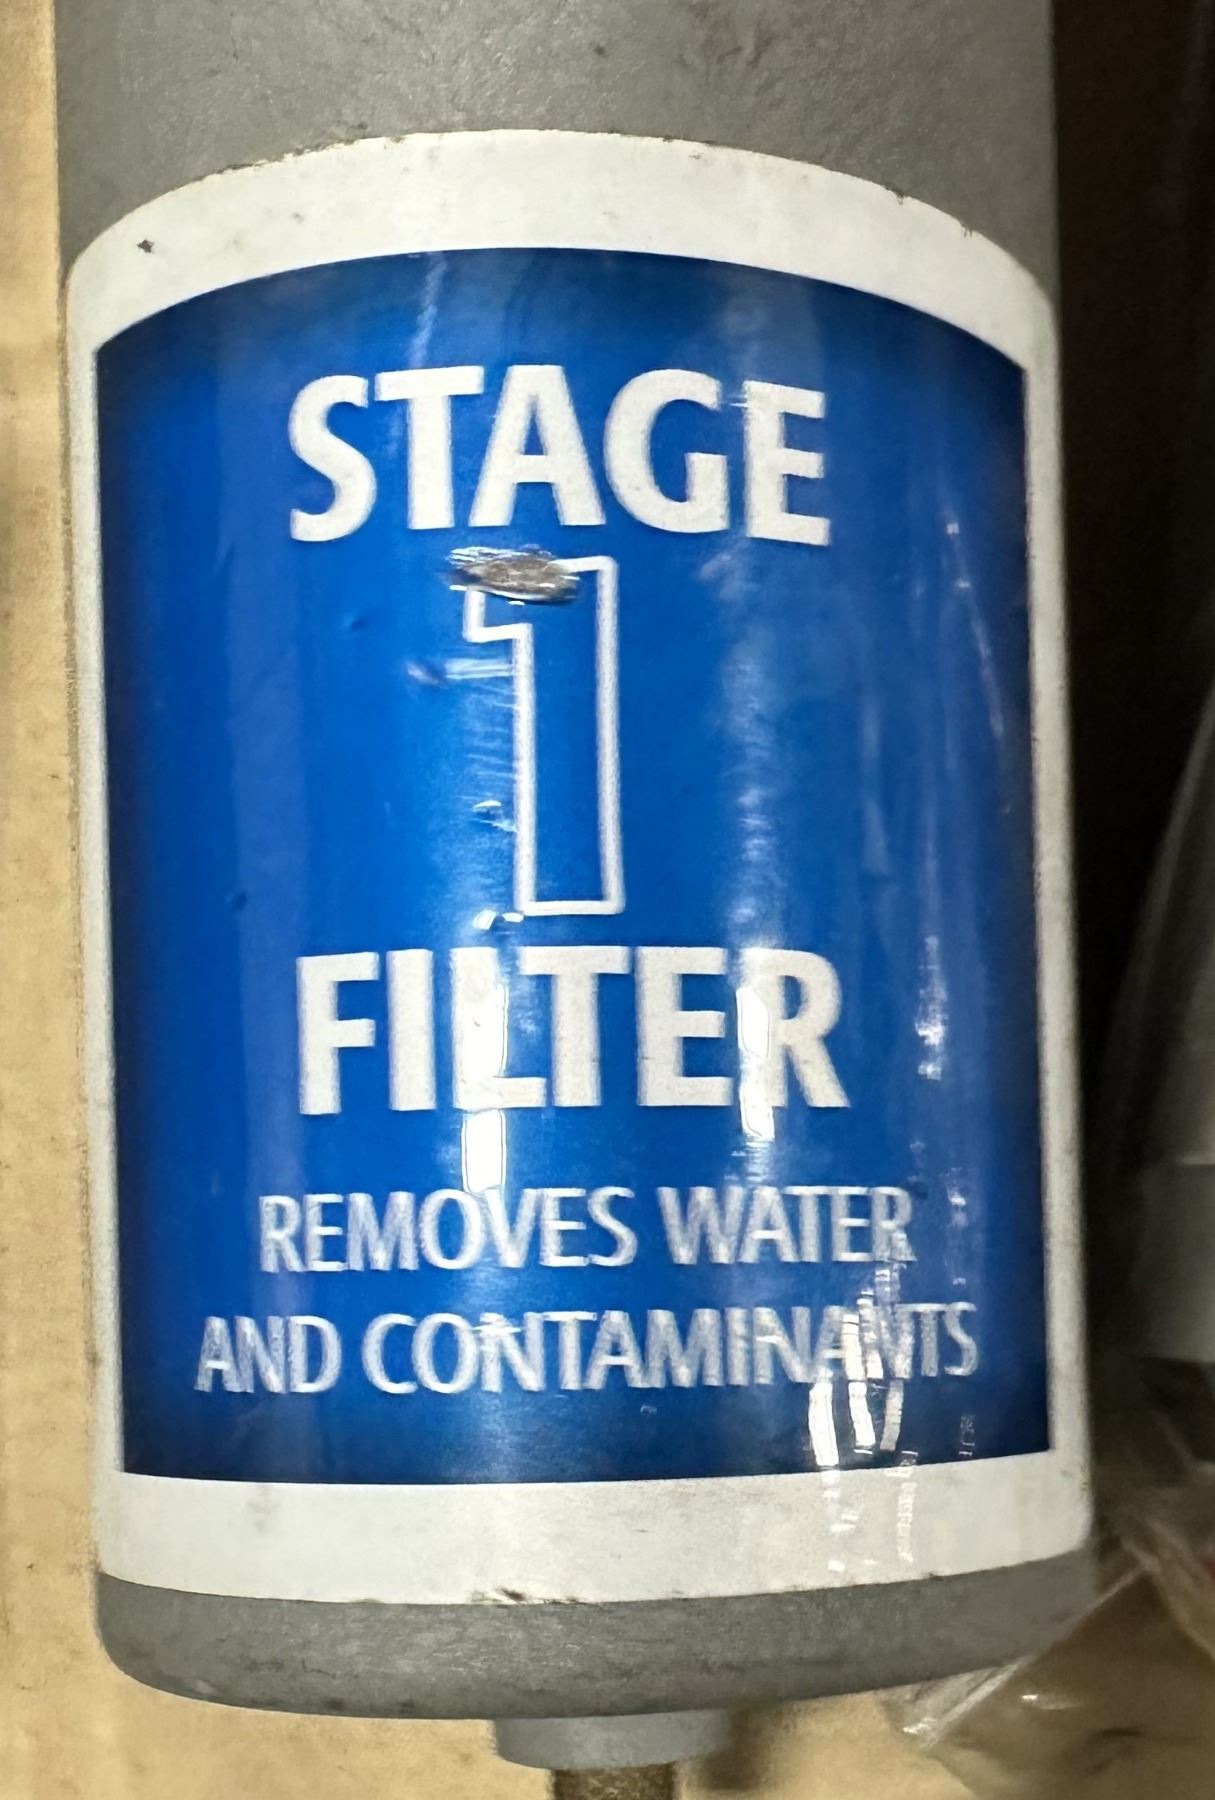 STAGE
1
FILTER
REMOVES WATER
AND CONTAMINANTS